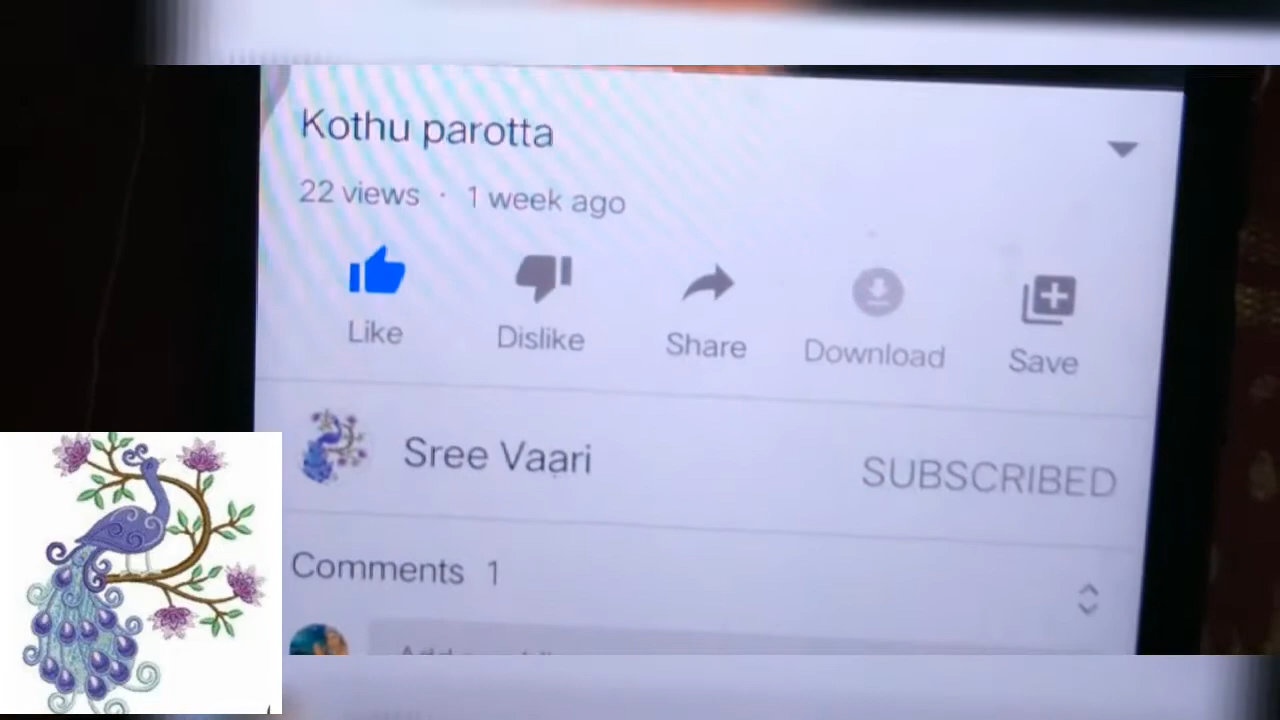 Kothu parotta
22 views · 1 week ago
Like Dislike Share Download Save
Sree Vaari SUBSCRIBED
Comments 1